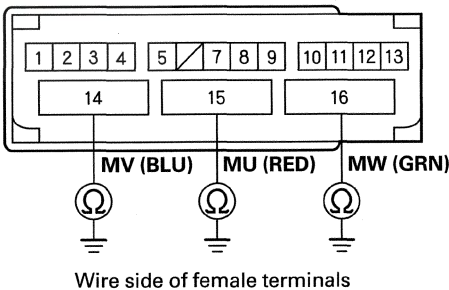 1 2 3 4 5 7 8 9 10 11 12 13
14 15 16
MV (BLU) MU (RED) MW (GRN)
Ω Ω Ω
Wire side of female terminals